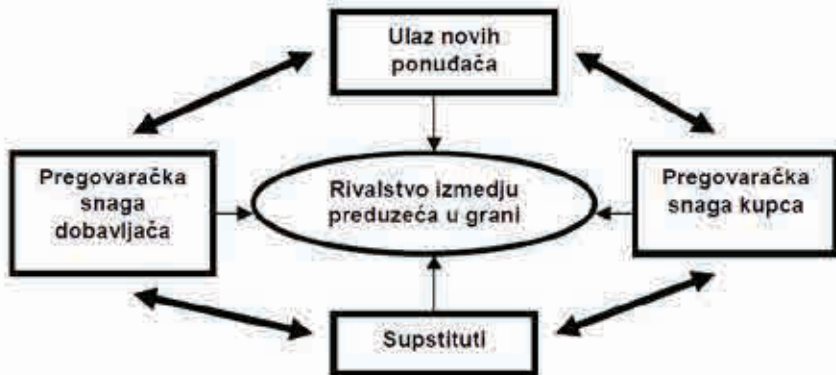 Ulaz novih
ponuđača
Pregovaračka
snaga
dobavljača
Rivalstvo izmedju
preduzeća u grani
Pregovaračka
snaga kupca
Supstituti